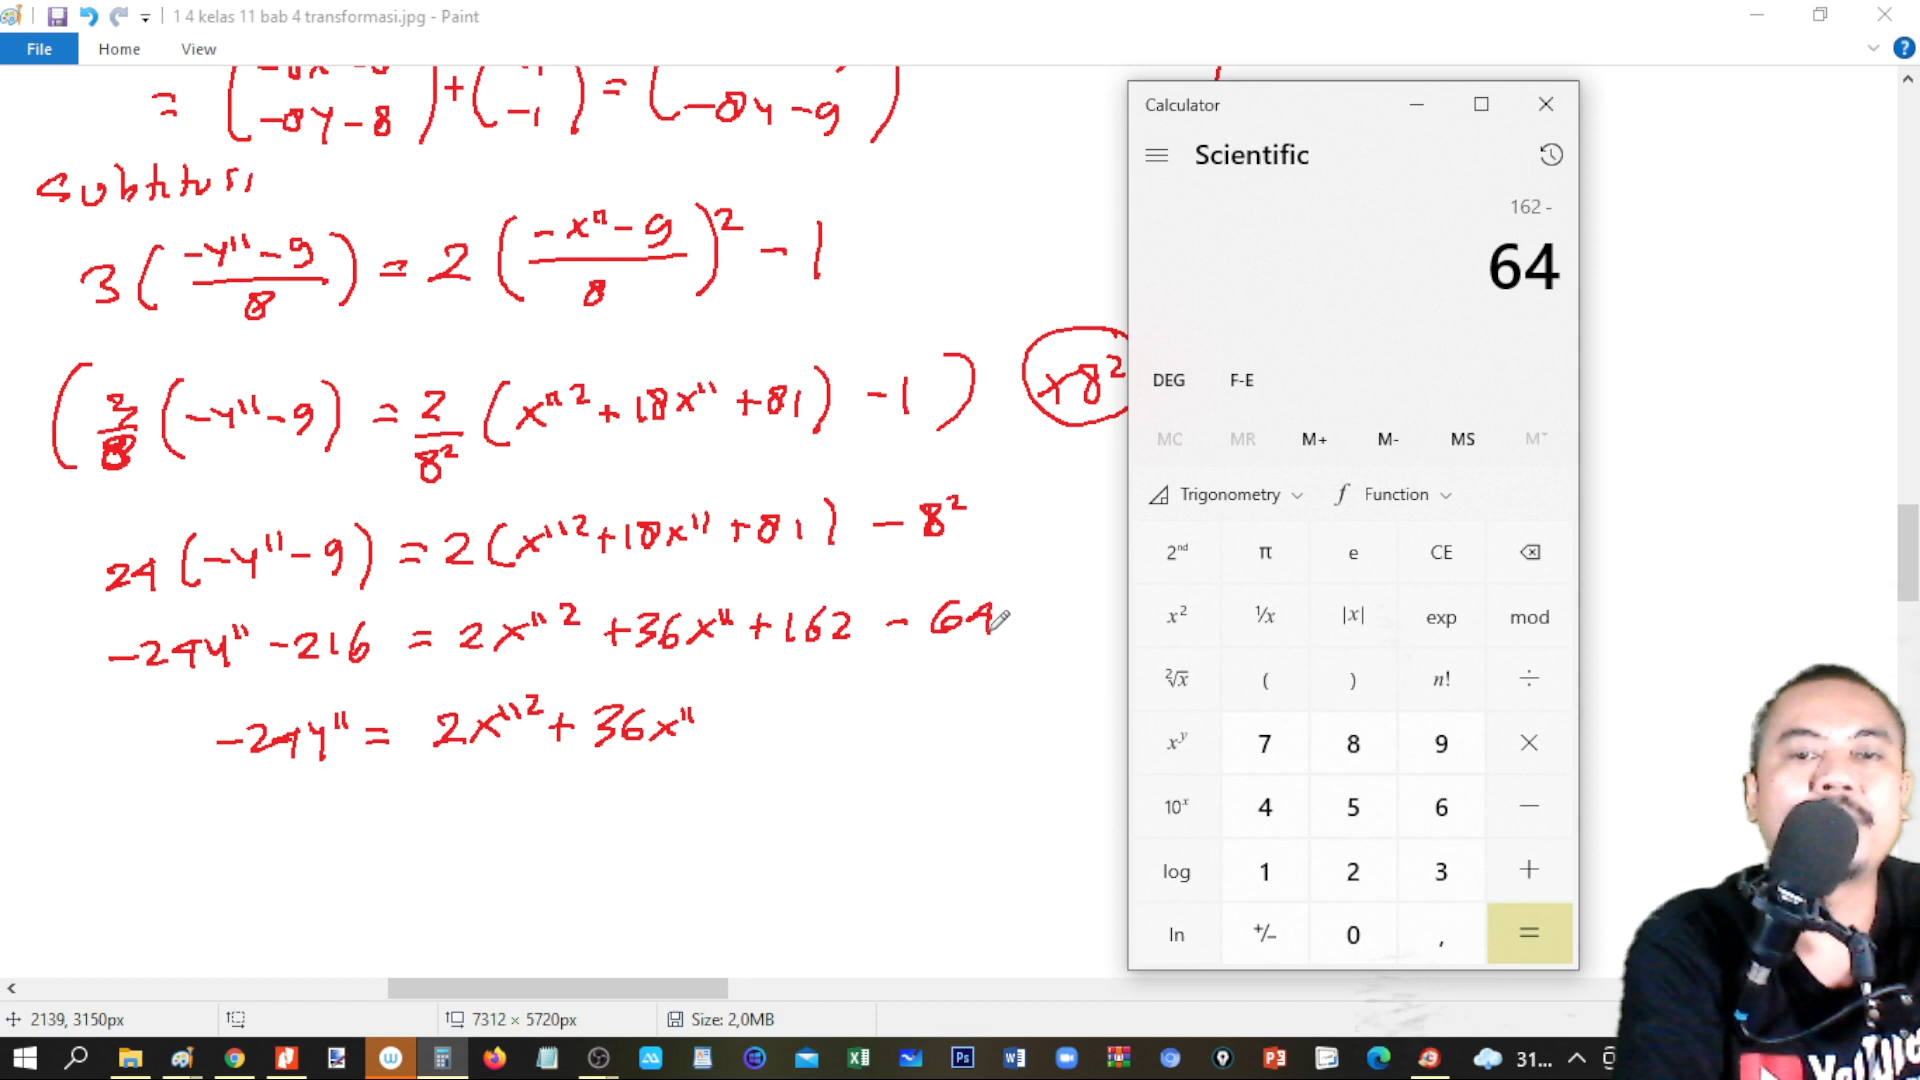 1 4 kelas 11 bab 4 transformasi.jpg - Paint
File Home View
= ( -8y-8 ) + ( -1 ) = ( -8y-9 )
Subtitusi
3 ( -y''-9 / 8 ) = 2 ( -x''-9 / 8 )² - 1
( 3/8 (-y''-9) = 2/8² (x''² + 18x'' + 81) - 1 ) x8²
24 (-y''-9) = 2 (x''² + 18x'' + 81) - 8²
-24y'' - 216 = 2x''² + 36x'' + 162 - 64
-24y'' = 2x''² + 36x''
Calculator
Scientific
162 -
64
DEG F-E
MC MR M+ M- MS M˅
Trigonometry f Function
2nd π e CE
x² ¹/x |x| exp mod
²√x ( ) n! ÷
xʸ 7 8 9 ×
10ˣ 4 5 6 −
log 1 2 3 +
ln +/− 0 , =
2139, 3150px 7312 × 5720px Size: 2,0MB
31...